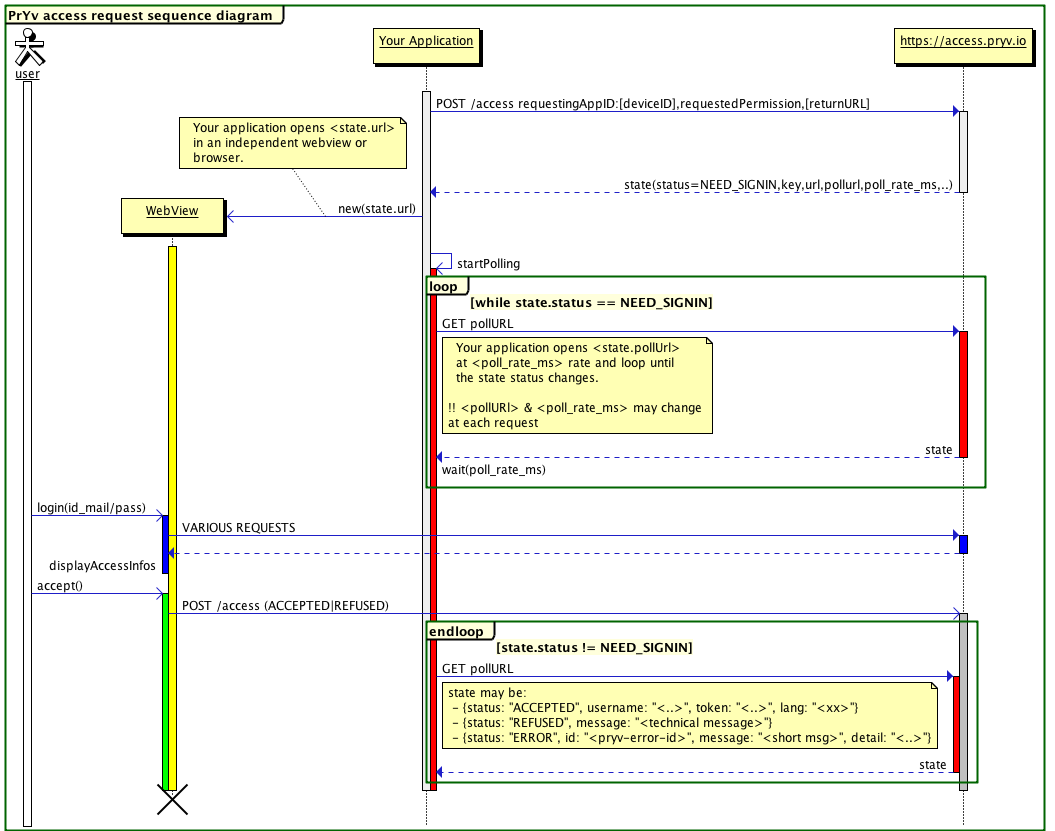 PrYv access request sequence diagram
user
Your Application
https://access.pryv.io
POST /access requestingAppID:[deviceID],requestedPermission,[returnURL]
Your application opens <state.url>
in an independent webview or
browser.
state(status=NEED_SIGNIN,key,url,pollurl,poll_rate_ms,..)
WebView
new(state.url)
startPolling
loop
[while state.status == NEED_SIGNIN]
GET pollURL
Your application opens <state.pollUrl>
at <poll_rate_ms> rate and loop until
the state status changes.
!! <pollURl> & <poll_rate_ms> may change
at each request
state
wait(poll_rate_ms)
login(id_mail/pass)
VARIOUS REQUESTS
displayAccessInfos
accept()
POST /access (ACCEPTED|REFUSED)
endloop
[state.status != NEED_SIGNIN]
GET pollURL
state may be:
- {status: "ACCEPTED", username: "<..>", token: "<..>", lang: "<xx>"}
- {status: "REFUSED", message: "<technical message>"}
- {status: "ERROR", id: "<pryv-error-id>", message: "<short msg>", detail: "<..>"}
state